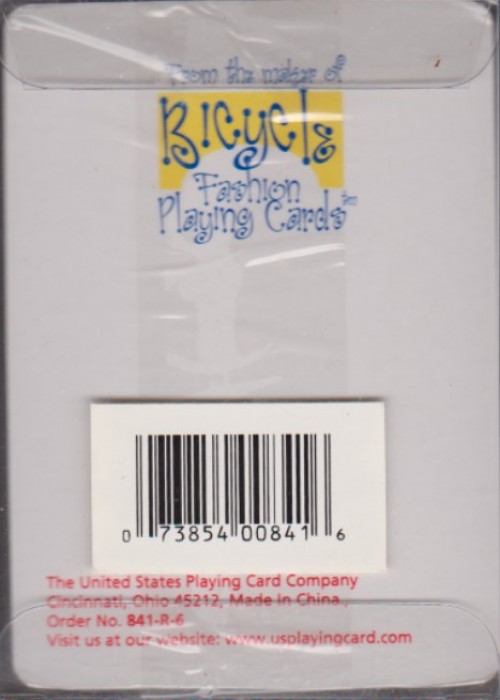 From the maker of
Bicycle
Fashion
Playing Cards™
0 73854 00841 6
The United States Playing Card Company
Cincinnati, Ohio 45212, Made In China.
Order No. 841-R-6
Visit us at our website: www.usplayingcard.com